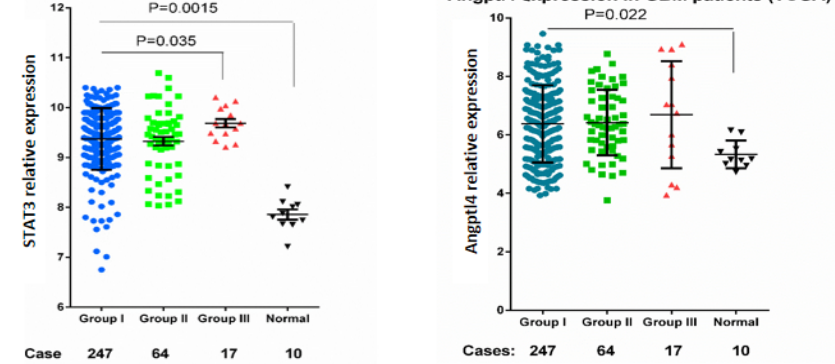 P=0.0015
P=0.035
STAT3 relative expression
12
11
10
9
8
7
6
Group I Group II Group III Normal
Case 247 64 17 10
P=0.022
Angptl4 relative expression
10
8
6
4
2
0
Group I Group II Group III Normal
Cases: 247 64 17 10